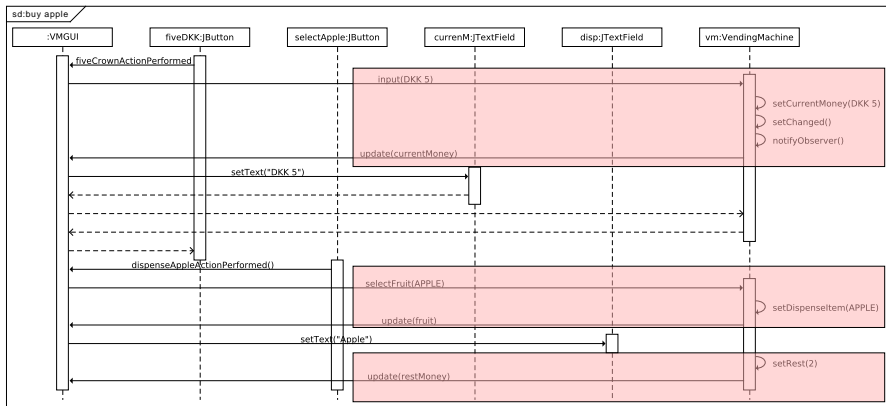 sd:buy apple
:VMGUI
fiveDKK:JButton
selectApple:JButton
currenM:JTextField
disp:JTextField
vm:VendingMachine
fiveCrownActionPerformed
input(DKK 5)
setCurrentMoney(DKK 5)
setChanged()
notifyObserver()
update(currentMoney)
setText("DKK 5")
dispenseAppleActionPerformed()
selectFruit(APPLE)
setDispenseItem(APPLE)
update(fruit)
setText("Apple")
setRest(2)
update(restMoney)